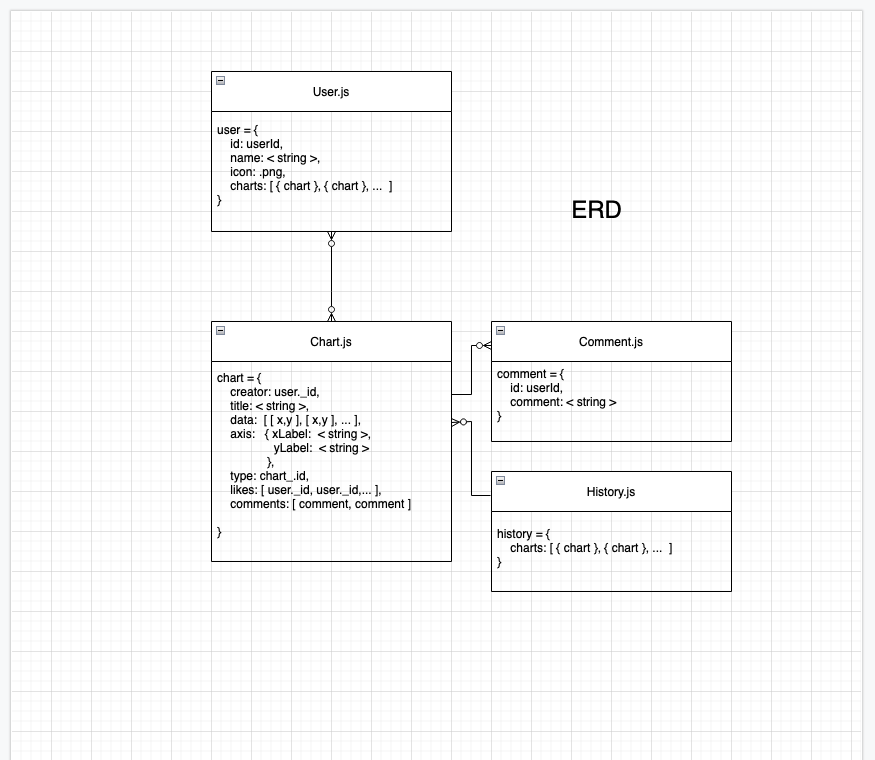 User.js
user = {
id: userId,
name: < string >,
icon: .png,
charts: [ { chart }, { chart }, ... ]
}
ERD
Chart.js
chart = {
creator: user._id,
title: < string >,
data: [ [ x,y ], [ x,y ], ... ],
axis: { xLabel: < string >,
yLabel: < string >
},
type: chart_.id,
likes: [ user._id, user._id,... ],
comments: [ comment, comment ]
}
Comment.js
comment = {
id: userId,
comment: < string >
}
History.js
history = {
charts: [ { chart }, { chart }, ... ]
}